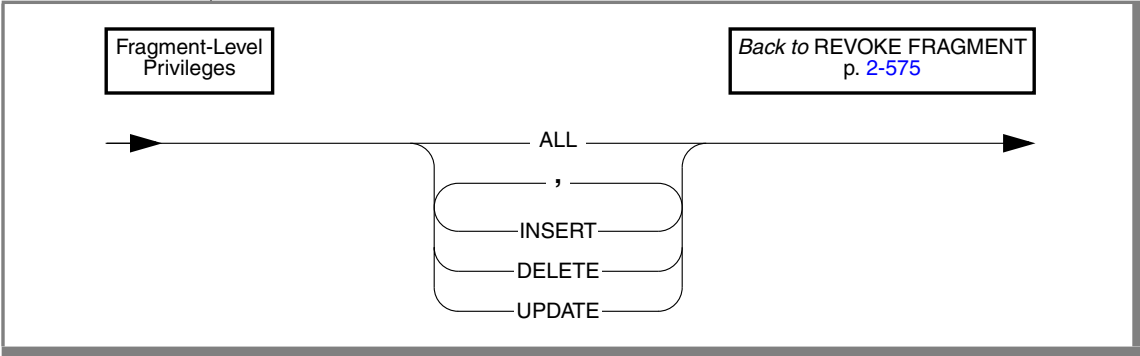 Fragment-Level
Privileges
Back to REVOKE FRAGMENT
p. 2-575
ALL
,
INSERT
DELETE
UPDATE